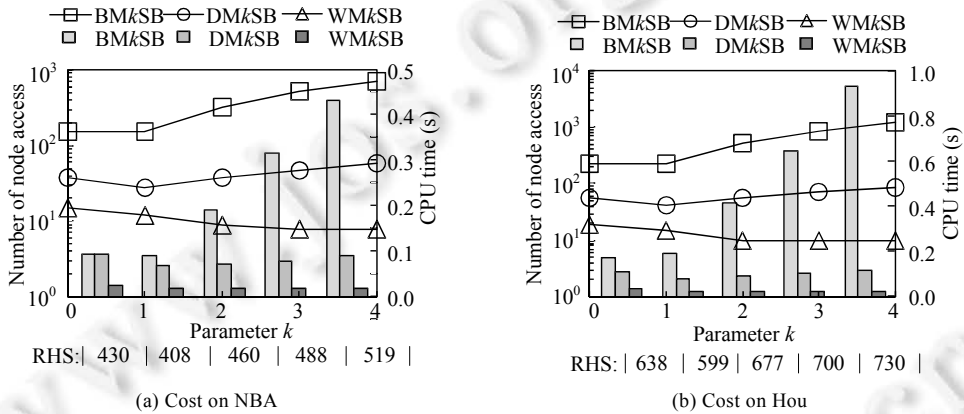 BMkSB DMkSB WMkSB
BMkSB DMkSB WMkSB
10^3 0.5
10^2 0.4
0.3
10^1 0.2
0.1
10^0 0.0
Number of node access
CPU time (s)
0 1 2 3 4
Parameter k
RHS: | 430 | 408 | 460 | 488 | 519 |
(a) Cost on NBA
BMkSB DMkSB WMkSB
BMkSB DMkSB WMkSB
10^4 1.0
10^3 0.8
0.6
10^2 0.4
10^1 0.2
10^0 0.0
Number of node access
CPU time (s)
0 1 2 3 4
Parameter k
RHS: | 638 | 599 | 677 | 700 | 730 |
(b) Cost on Hou